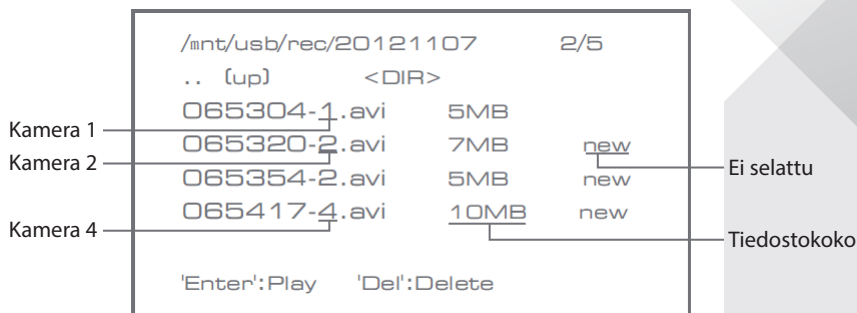 /mnt/usb/rec/20121107 2/5
.. (up) <DIR>
065304-1.avi 5MB
Kamera 1
065320-2.avi 7MB new
Kamera 2
Ei selattu
065354-2.avi 5MB new
065417-4.avi 10MB new
Kamera 4
Tiedostokoko
'Enter':Play 'Del':Delete